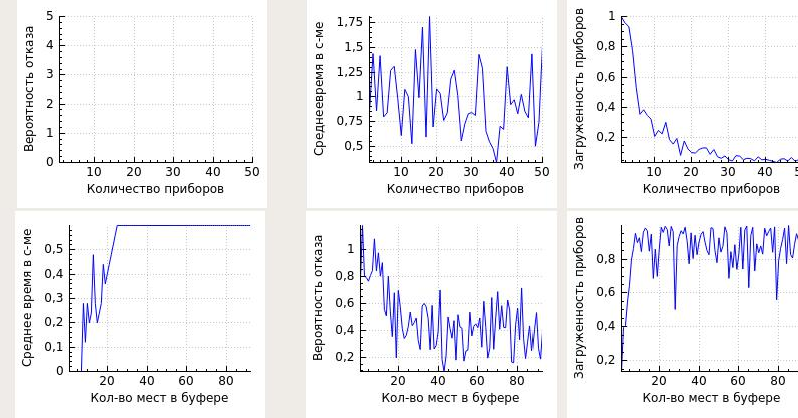 Вероятность отказа
5
4
3
2
1
0
10 20 30 40 50
Количество приборов
Среднеевремя в с-ме
1,75
1,5
1,25
1
0,75
0,5
10 20 30 40 50
Количество приборов
Загруженность приборов
1
0,8
0,6
0,4
0,2
10 20 30 40 5
Количество приборов
Среднее время в с-ме
0,5
0,4
0,3
0,2
0,1
0
20 40 60 80
Кол-во мест в буфере
Вероятность отказа
1
0,8
0,6
0,4
0,2
20 40 60 80
Кол-во мест в буфере
Загруженность приборов
0,8
0,6
0,4
0,2
20 40 60 80
Кол-во мест в буфере